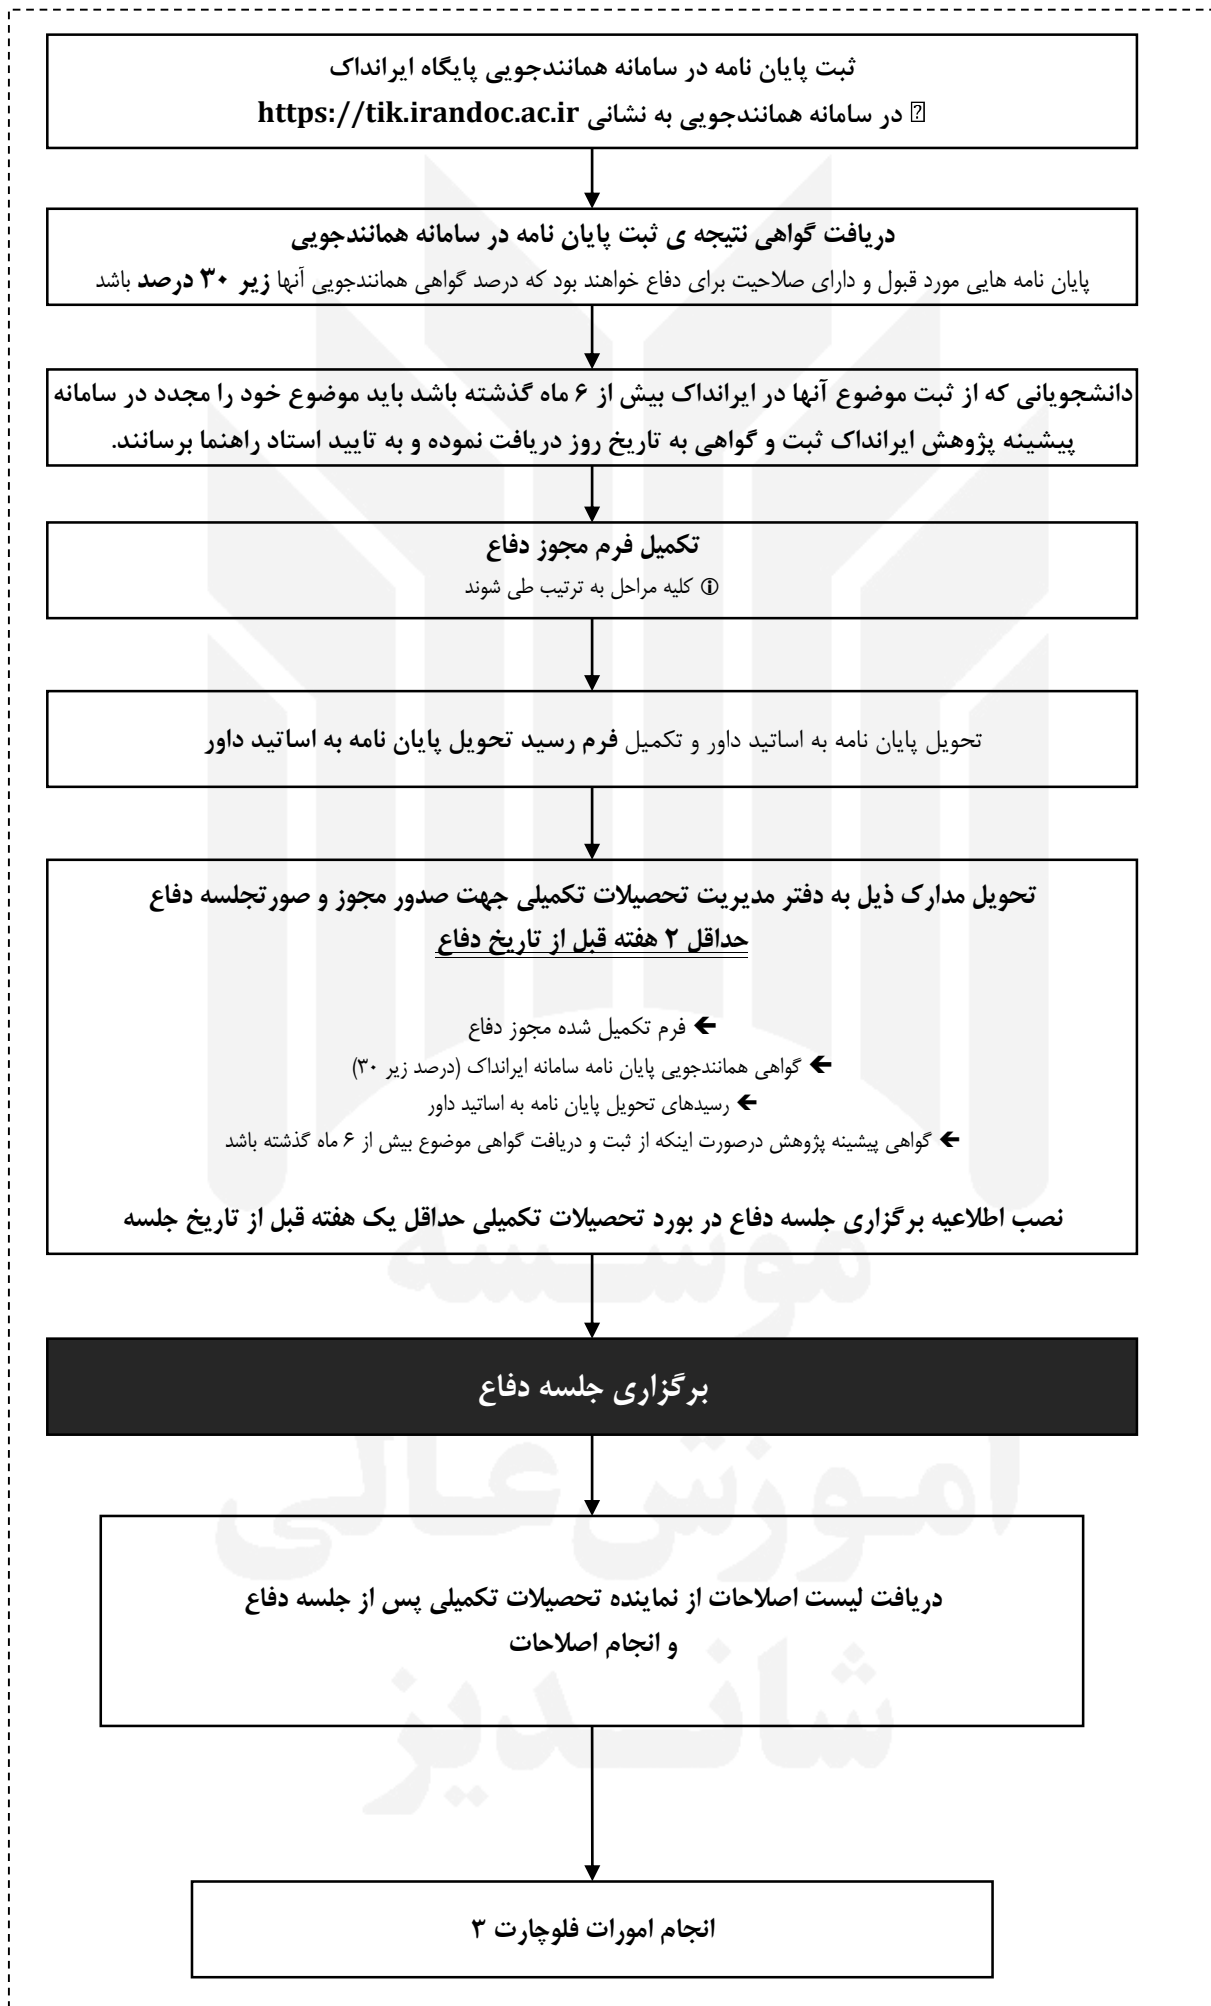 ثبت پایان نامه در سامانه همانندجویی پایگاه ایرانداک
در سامانه همانندجویی به نشانی https://tik.irandoc.ac.ir
دریافت گواهی نتیجه ی ثبت پایان نامه در سامانه همانندجویی
پایان نامه هایی مورد قبول و دارای صلاحیت برای دفاع خواهند بود که درصد گواهی همانندجویی آنها زیر ۳۰ درصد باشد
دانشجویانی که از ثبت موضوع آنها در ایرانداک بیش از ۶ ماه گذشته باشد باید موضوع خود را مجدد در سامانه
پیشینه پژوهش ایرانداک ثبت و گواهی به تاریخ روز دریافت نموده و به تایید استاد راهنما برسانند.
تکمیل فرم مجوز دفاع
🛈 کلیه مراحل به ترتیب طی شوند
تحویل پایان نامه به اساتید داور و تکمیل فرم رسید تحویل پایان نامه به اساتید داور
تحویل مدارک ذیل به دفتر مدیریت تحصیلات تکمیلی جهت صدور مجوز و صورتجلسه دفاع
حداقل ۲ هفته قبل از تاریخ دفاع
🡸 فرم تکمیل شده مجوز دفاع
🡸 گواهی همانندجویی پایان نامه سامانه ایرانداک (درصد زیر ۳۰)
🡸 رسیدهای تحویل پایان نامه به اساتید داور
🡸 گواهی پیشینه پژوهش درصورت اینکه از ثبت و دریافت گواهی موضوع بیش از ۶ ماه گذشته باشد
نصب اطلاعیه برگزاری جلسه دفاع در بورد تحصیلات تکمیلی حداقل یک هفته قبل از تاریخ جلسه
موسسه
برگزاری جلسه دفاع
آموزش عالی
دریافت لیست اصلاحات از نماینده تحصیلات تکمیلی پس از جلسه دفاع
و انجام اصلاحات
شاندیز
انجام امورات فلوچارت ۳